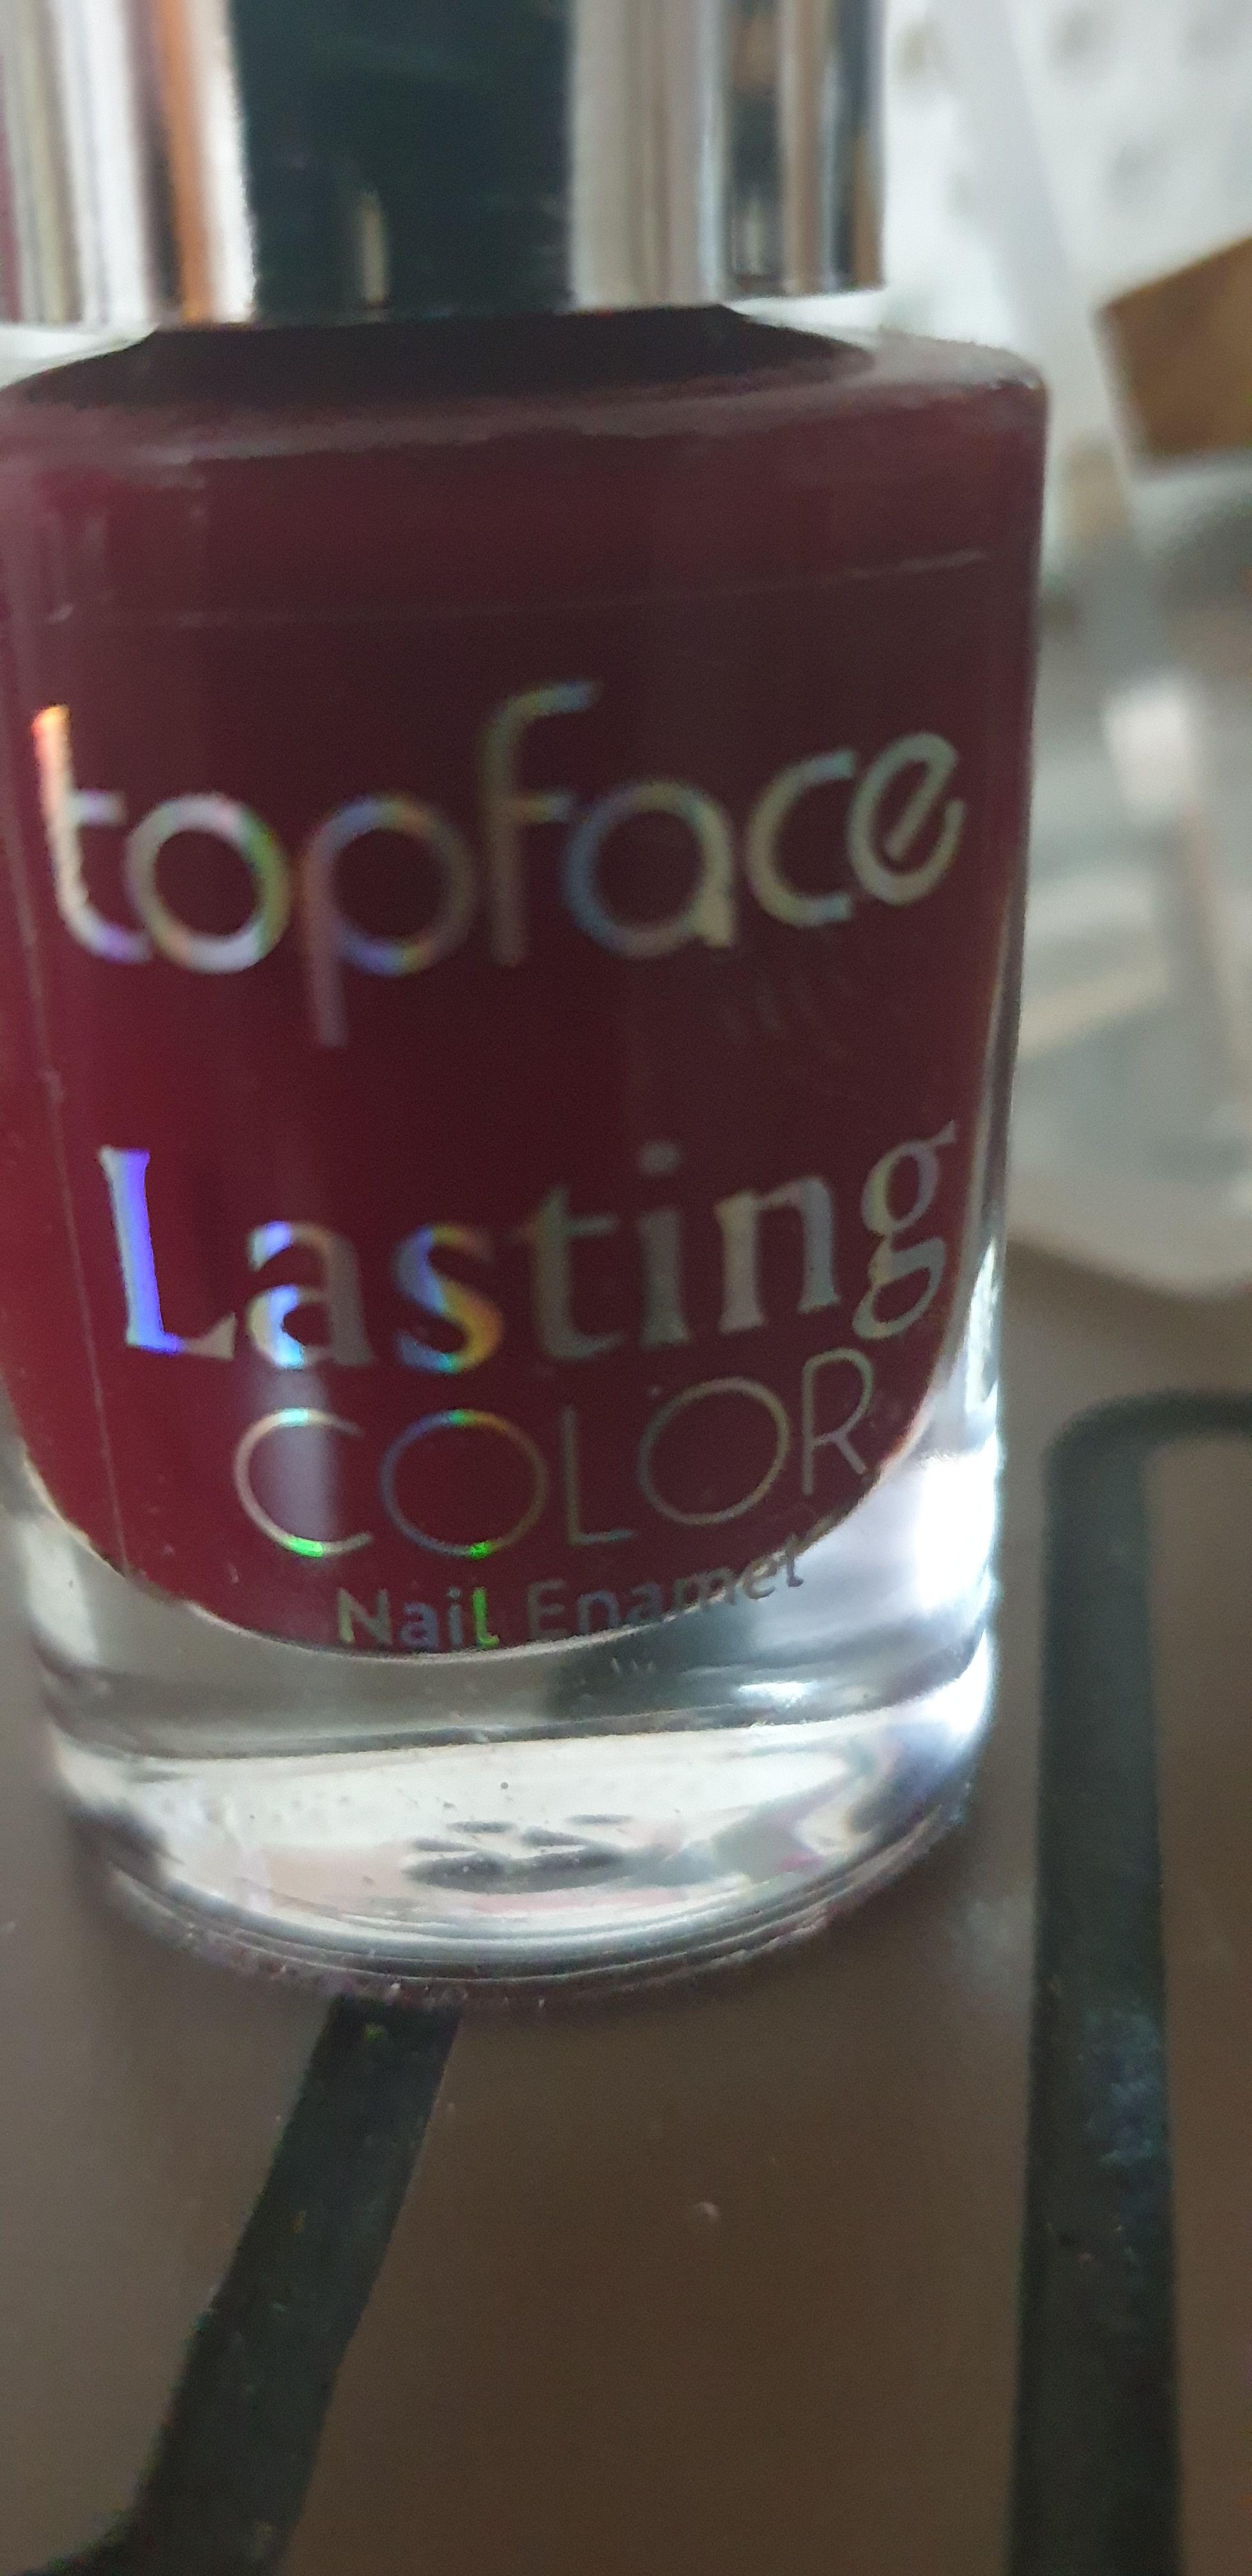 topface
Lasting
COLOR
Nail Enamel